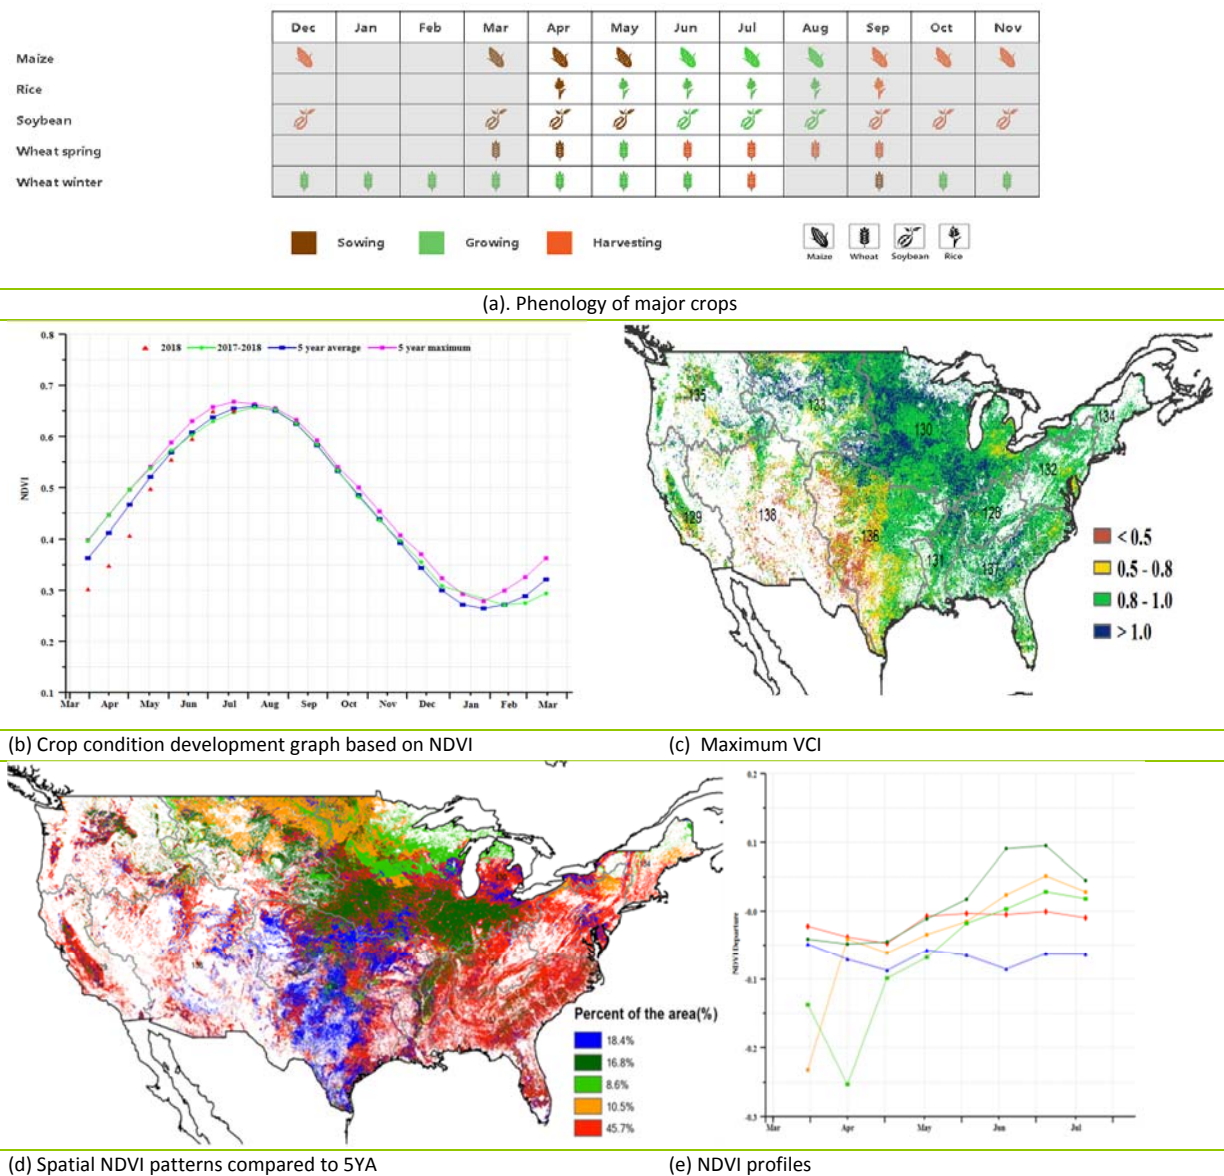 Dec Jan Feb Mar Apr May Jun Jul Aug Sep Oct Nov
Maize
Rice
Soybean
Wheat spring
Wheat winter
Sowing Growing Harvesting
Maize Wheat Soybean Rice
(a). Phenology of major crops
0.8
0.7
0.6
0.5
0.4
0.3
0.2
0.1
NDVI
2018 2017-2018 5 year average 5 year maximum
Mar Apr May Jun Jul Aug Sep Oct Nov Dec Jan Feb Mar
135
133
130
134
132
129
138
136
131
137
< 0.5
0.5 - 0.8
0.8 - 1.0
> 1.0
(b) Crop condition development graph based on NDVI
(c) Maximum VCI
Percent of the area(%)
18.4%
16.8%
8.6%
10.5%
45.7%
0.2
0.1
-0.0
-0.1
-0.2
-0.3
NDVI Departure
Mar Apr May Jun Jul
(d) Spatial NDVI patterns compared to 5YA
(e) NDVI profiles